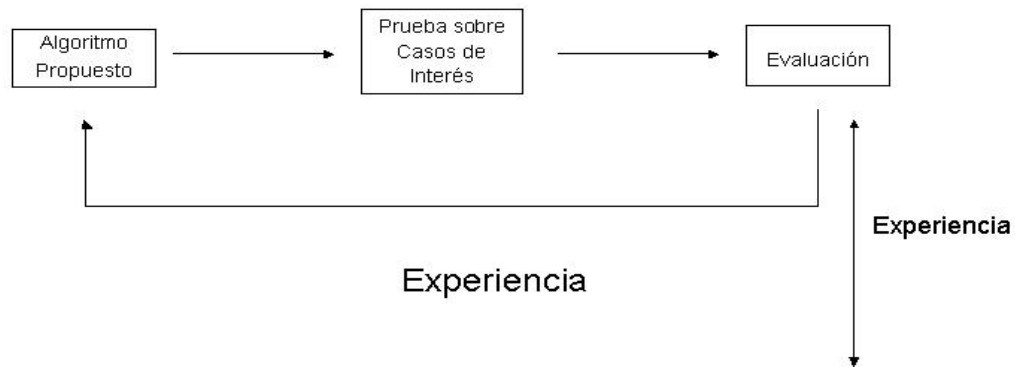 Algoritmo
Propuesto
Prueba sobre
Casos de
Interés
Evaluación
Experiencia
Experiencia